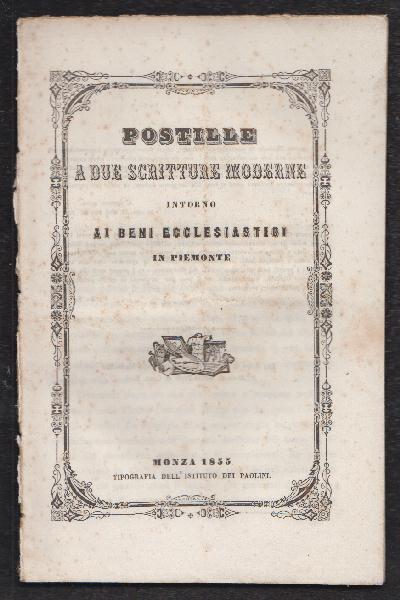 POSTILLE
A DUE SCRITTURE MODERNE
INTORNO
AI BENI ECCLESIASTICI
IN PIEMONTE
MONZA 1855
TIPOGRAFIA DELL' ISTITUTO DEI PAOLINI.